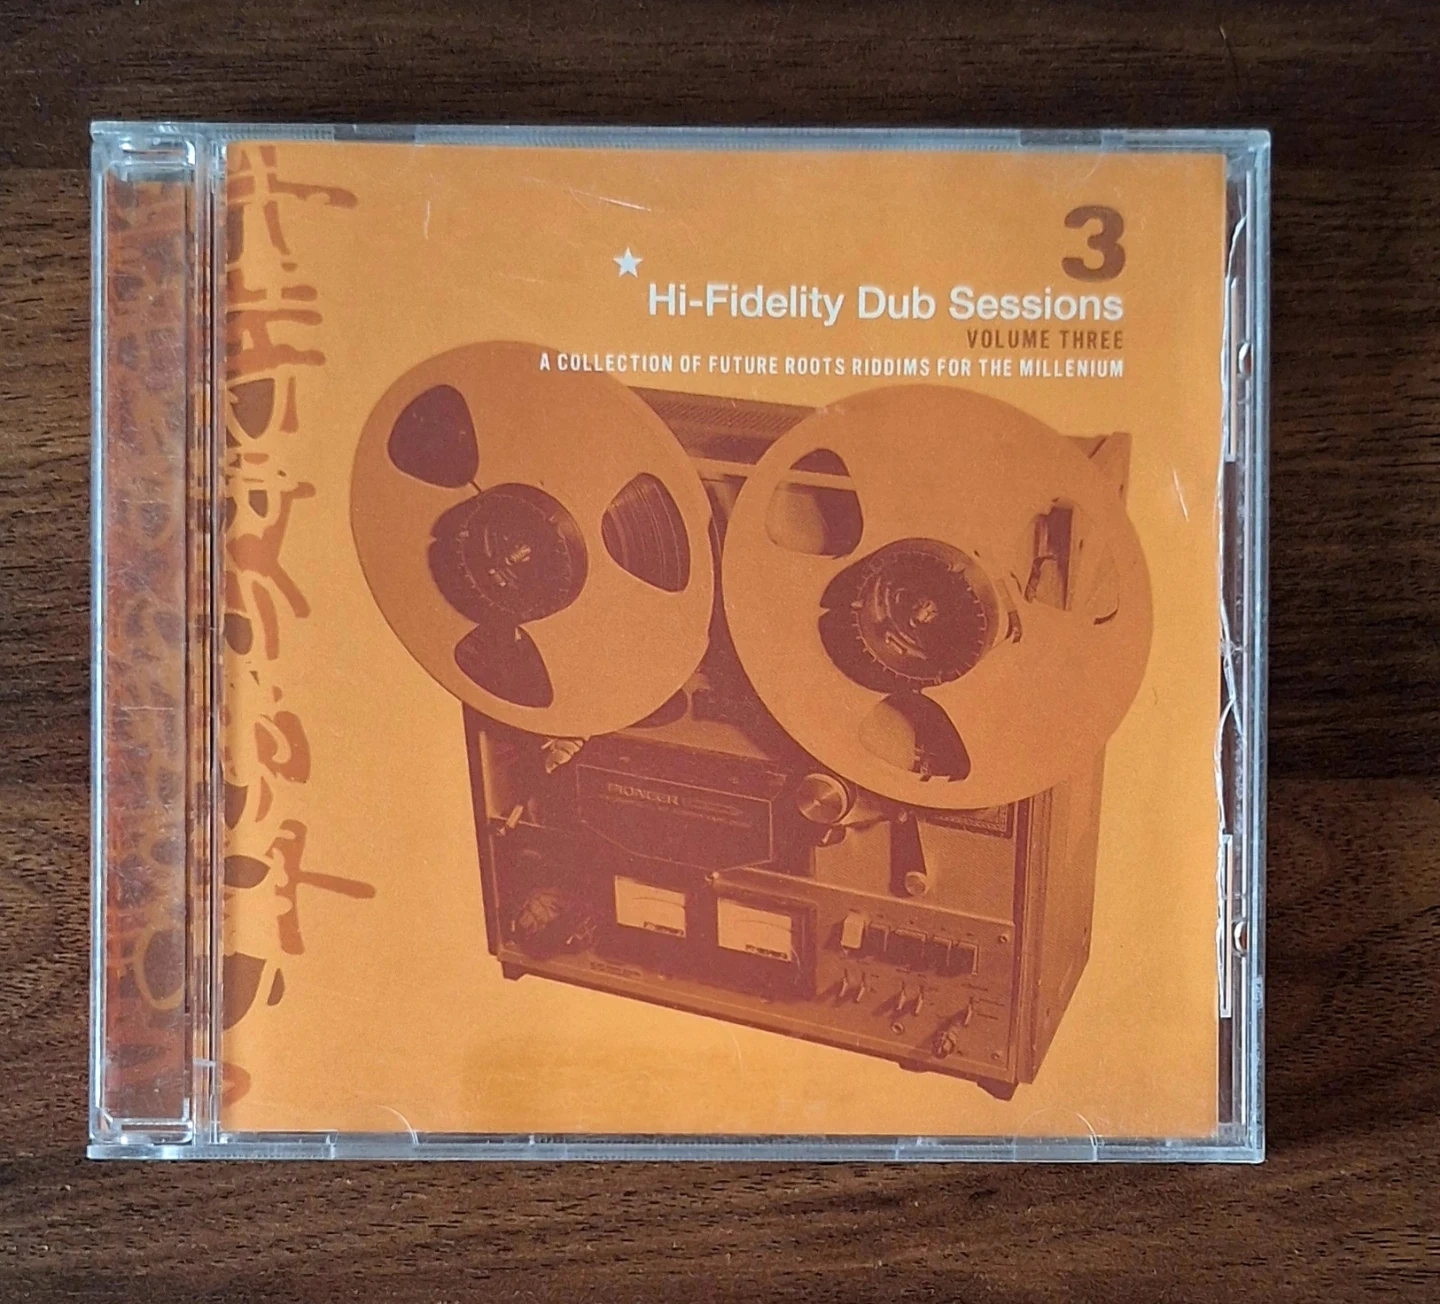 3
Hi-Fidelity Dub Sessions
VOLUME THREE
A COLLECTION OF FUTURE ROOTS RIDDIMS FOR THE MILLENIUM
PIONEER